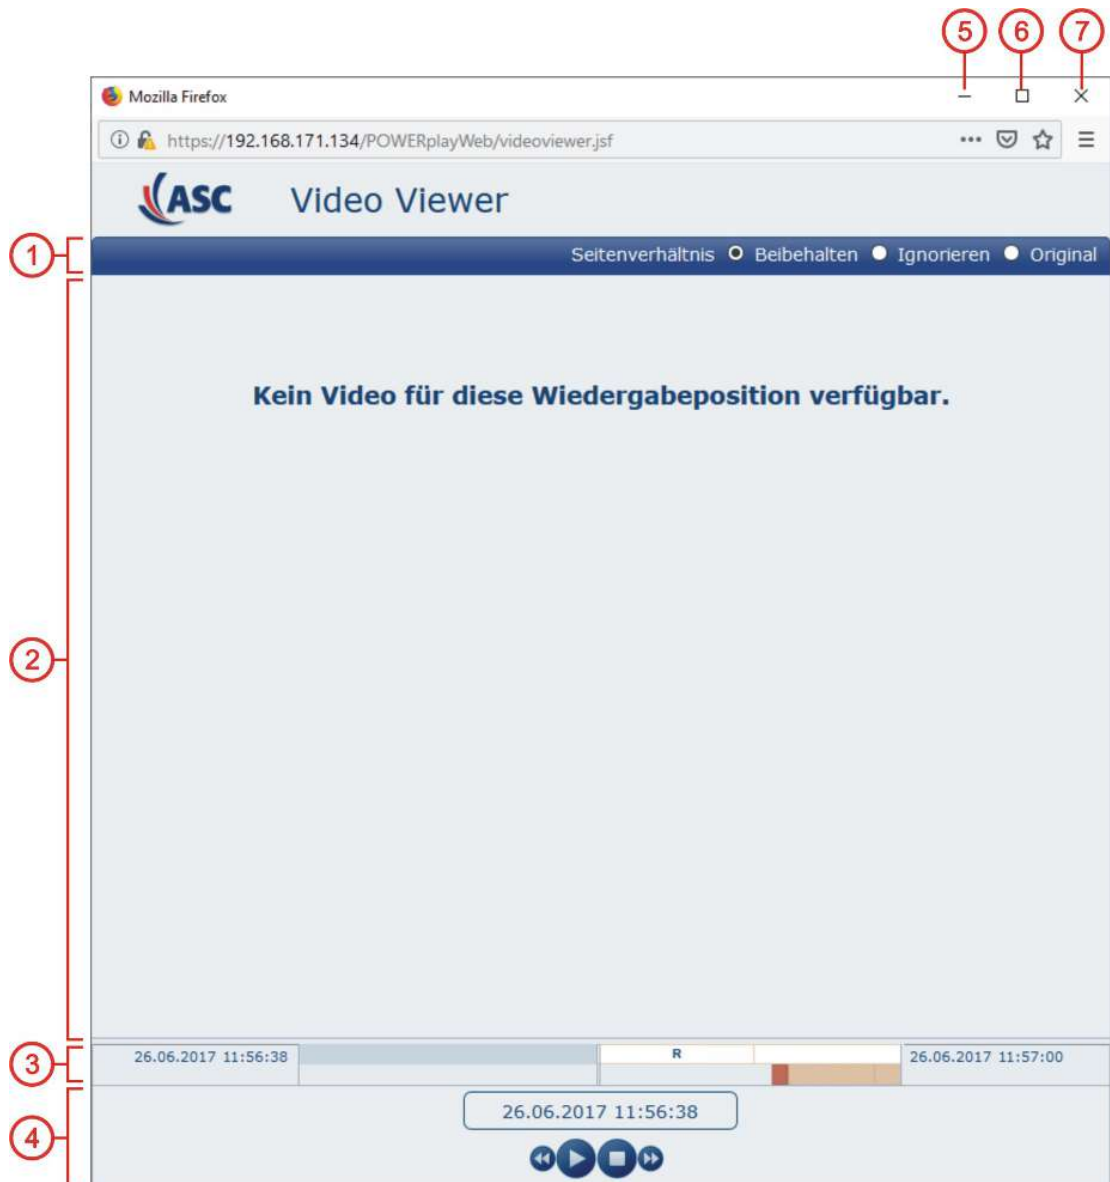 5 6 7
Mozilla Firefox
https://192.168.171.134/POWERplayWeb/videoviewer.jsf
ASC Video Viewer
1
Seitenverhältnis Beibehalten Ignorieren Original
Kein Video für diese Wiedergabeposition verfügbar.
2
3
26.06.2017 11:56:38 R 26.06.2017 11:57:00
26.06.2017 11:56:38
4